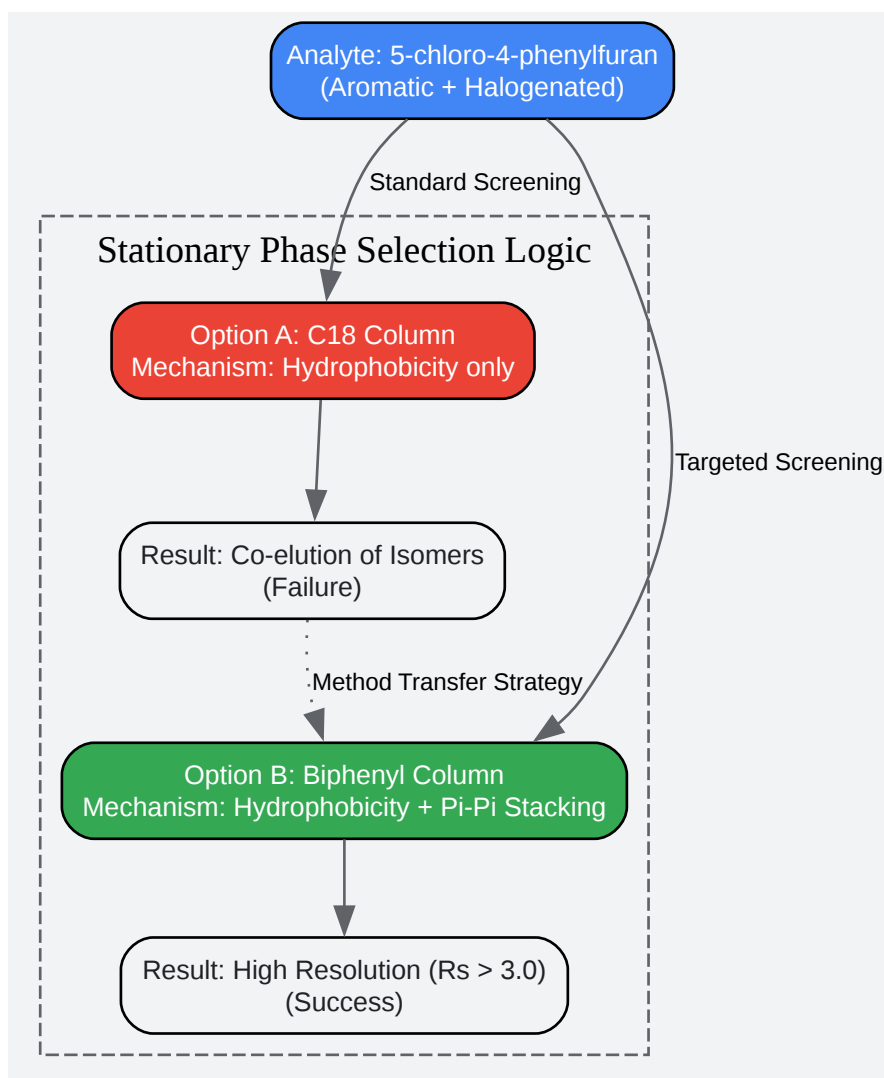 Analyte: 5-chloro-4-phenylfuran
(Aromatic + Halogenated)
Standard Screening
Stationary Phase Selection Logic
Option A: C18 Column
Mechanism: Hydrophobicity only
Targeted Screening
Result: Co-elution of Isomers
(Failure)
Method Transfer Strategy
Option B: Biphenyl Column
Mechanism: Hydrophobicity + Pi-Pi Stacking
Result: High Resolution (Rs > 3.0)
(Success)